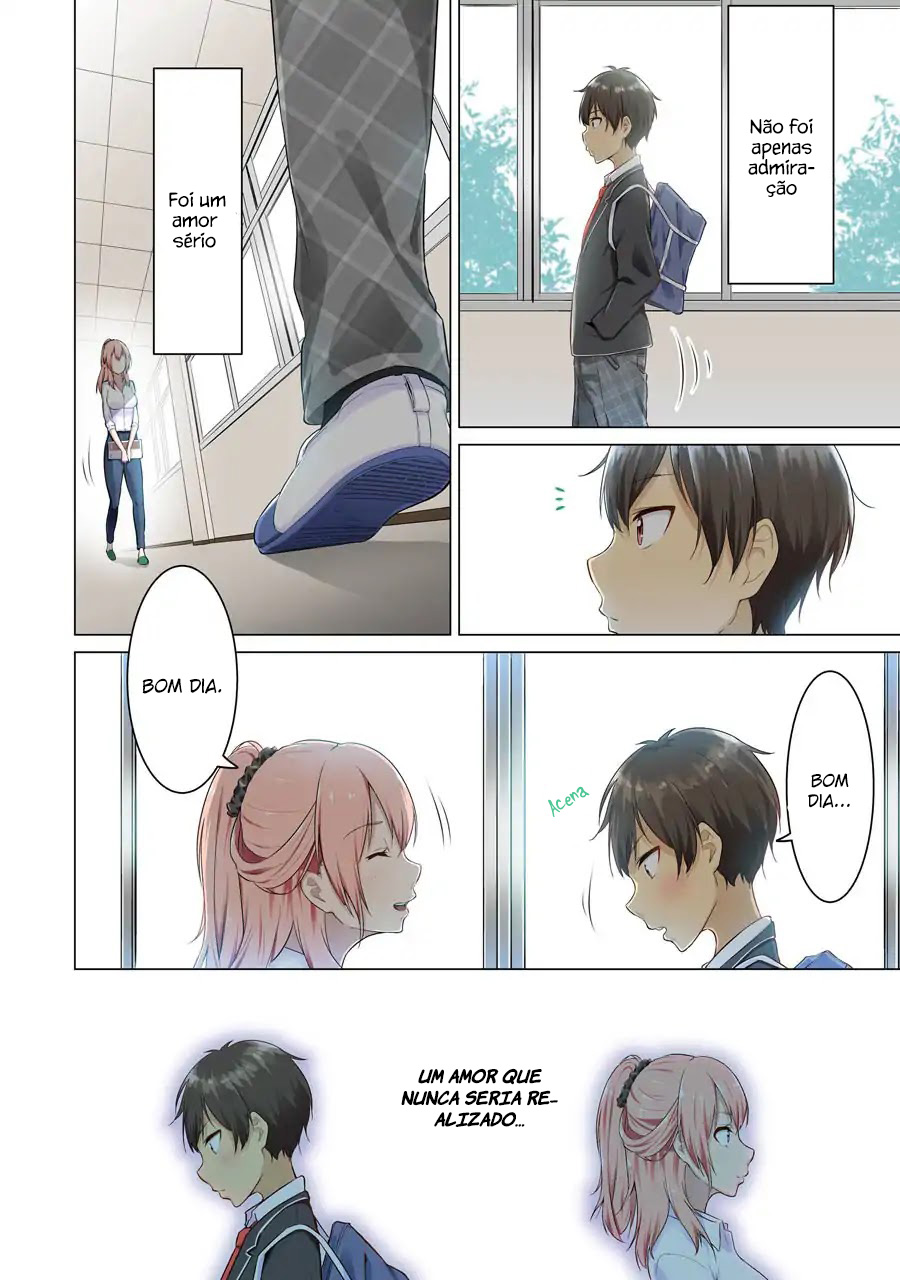 Não foi
apenas
admira-
ção
Foi um
amor
sério
BOM
DIA...
Acena
BOM DIA.
UM AMOR QUE
NUNCA SERIA RE-
ALIZADO...